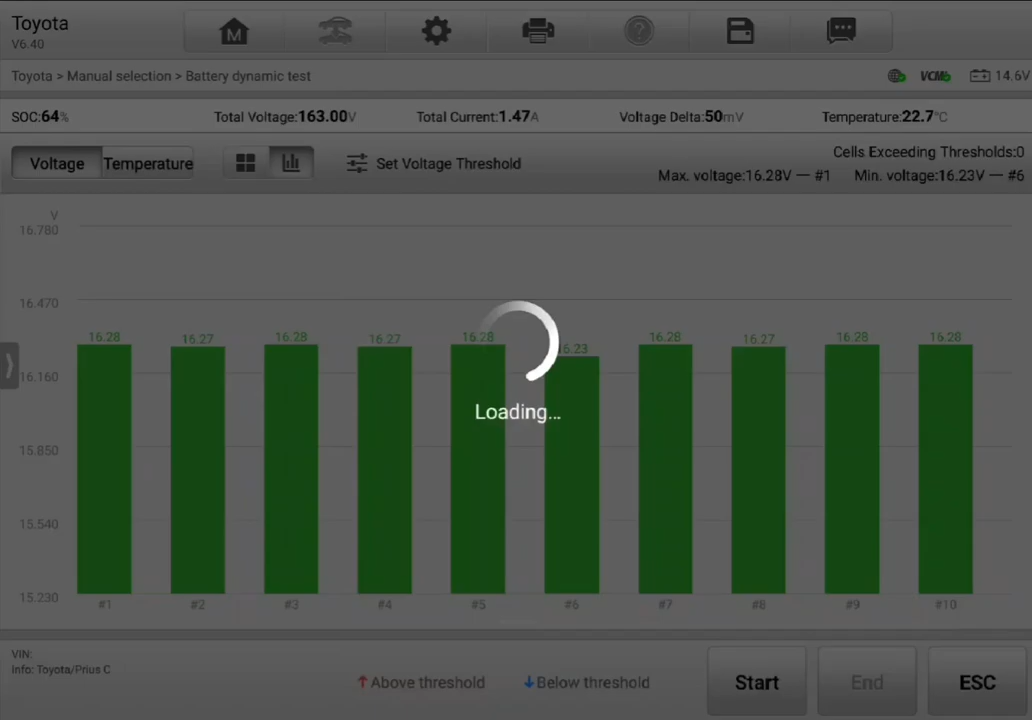 Toyota
V6.40
M
?
Toyota > Manual selection > Battery dynamic test
VCMI
14.6V
SOC:64%
Total Voltage:163.00V
Total Current:1.47A
Voltage Delta:50mV
Temperature:22.7°C
Voltage
Temperature
Set Voltage Threshold
Cells Exceeding Thresholds:0
Max. voltage:16.28V — #1
Min. voltage:16.23V — #6
V
16.780
16.470
16.160
15.850
15.540
15.230
16.28
16.27
16.28
16.27
16.28
16.23
16.28
16.27
16.28
16.28
Loading...
#1
#2
#3
#4
#5
#6
#7
#8
#9
#10
VIN:
Info: Toyota/Prius C
Above threshold
Below threshold
Start
End
ESC